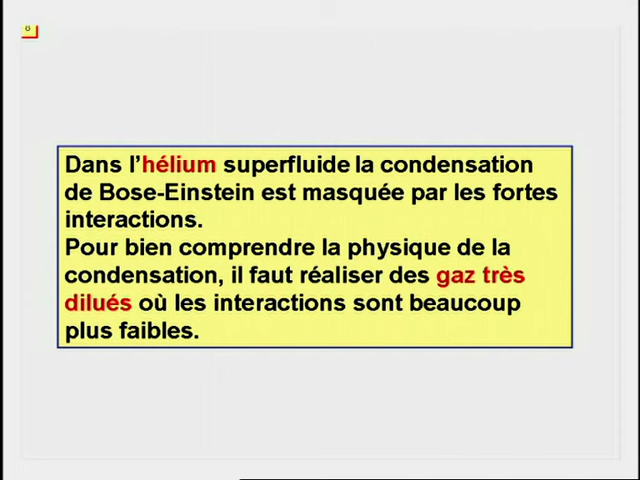 6
Dans l'hélium superfluide la condensation
de Bose-Einstein est masquée par les fortes
interactions.
Pour bien comprendre la physique de la
condensation, il faut réaliser des gaz très
dilués où les interactions sont beaucoup
plus faibles.